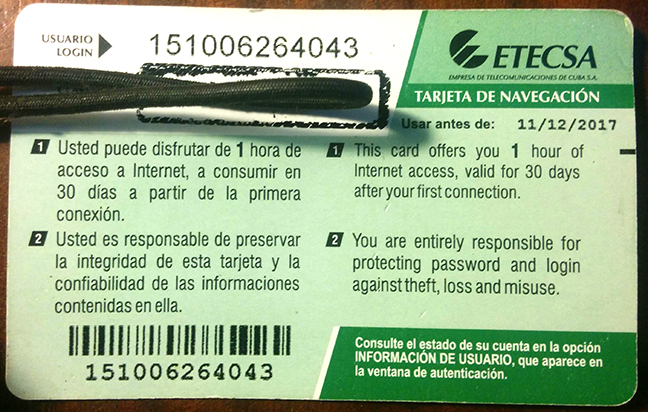 USUARIO
LOGIN
151006264043
ETECSA
EMPRESA DE TELECOMUNICACIONES DE CUBA S.A.
TARJETA DE NAVEGACIÓN
Usar antes de: 11/12/2017
1 Usted puede disfrutar de 1 hora de
acceso a Internet, a consumir en
30 días a partir de la primera
conexión.
2 Usted es responsable de preservar
la integridad de esta tarjeta y la
confiabilidad de las informaciones
contenidas en ella.
1 This card offers you 1 hour of
Internet access, valid for 30 days
after your first connection.
2 You are entirely responsible for
protecting password and login
against theft, loss and misuse.
151006264043
Consulte el estado de su cuenta en la opción
INFORMACIÓN DE USUARIO, que aparece en
la ventana de autenticación.